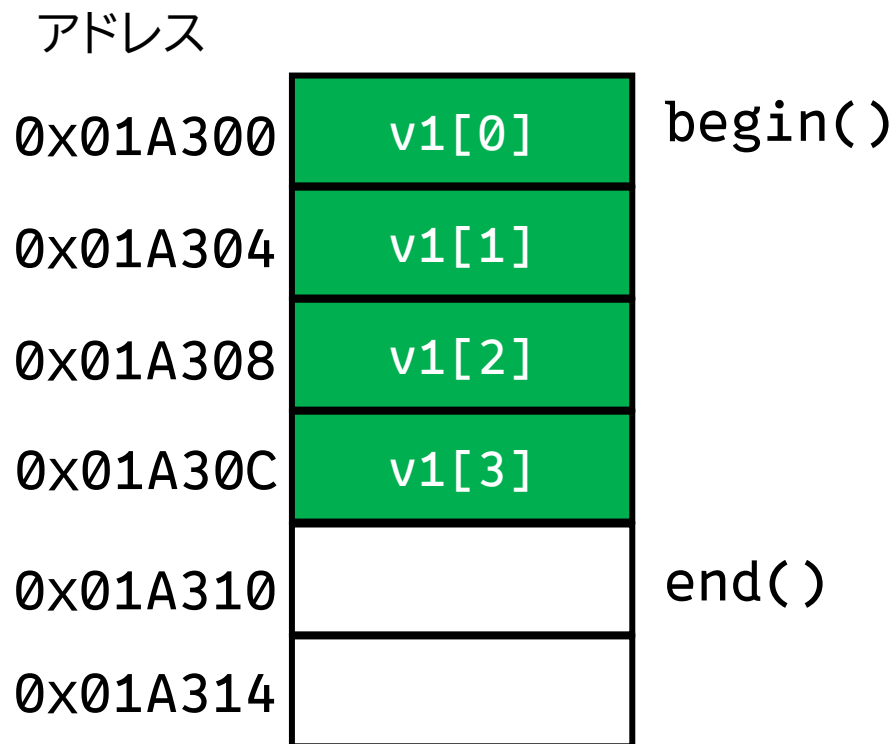 アドレス
0x01A300 v1[0] begin()
0x01A304 v1[1]
0x01A308 v1[2]
0x01A30C v1[3]
0x01A310 end()
0x01A314